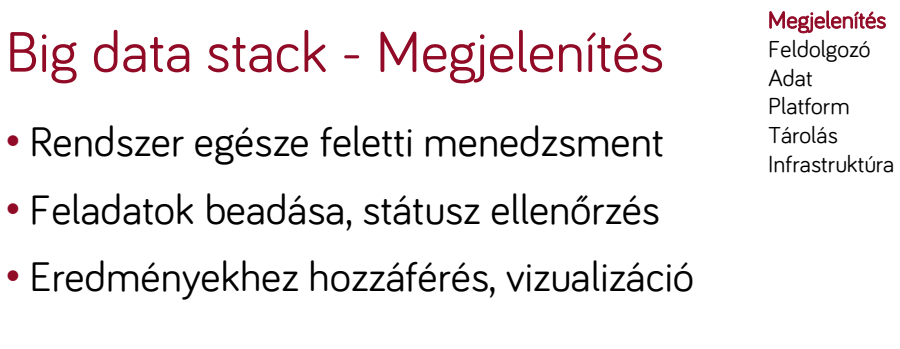 Big data stack - Megjelenítés
• Rendszer egésze feletti menedzsment
• Feladatok beadása, státusz ellenőrzés
• Eredményekhez hozzáférés, vizualizáció
Megjelenítés
Feldolgozó
Adat
Platform
Tárolás
Infrastruktúra